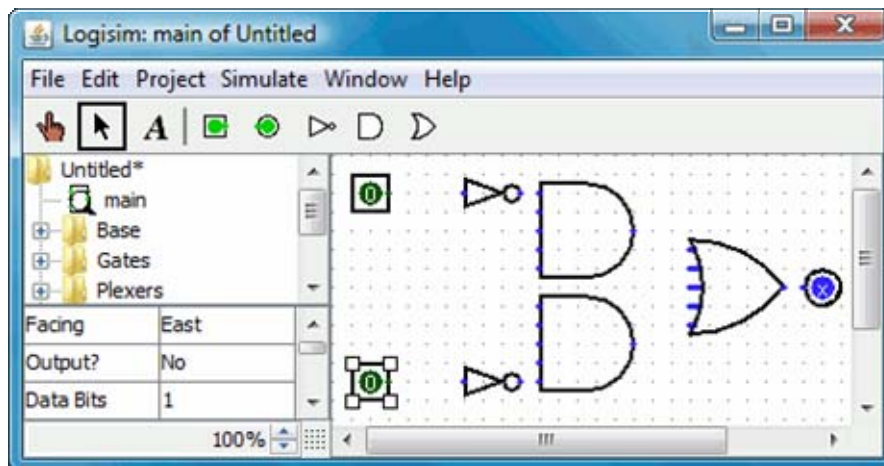 Logisim: main of Untitled
File Edit Project Simulate Window Help
A
Untitled*
main
Base
Gates
Plexers
Facing East
Output? No
Data Bits 1
100%
0
0
x